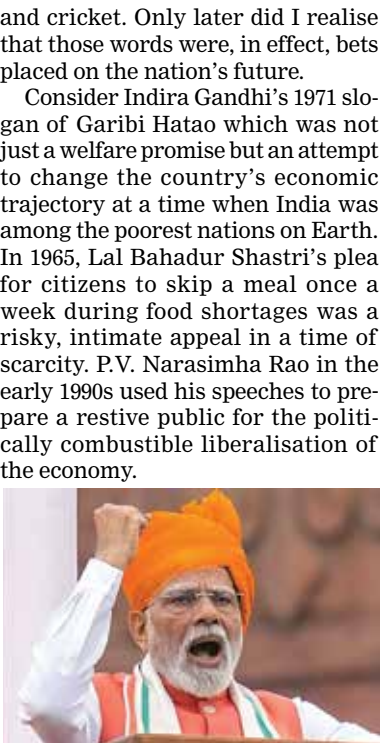 and cricket. Only later did I realise
that those words were, in effect, bets
placed on the nation’s future.
Consider Indira Gandhi’s 1971 slo-
gan of Garibi Hatao which was not
just a welfare promise but an attempt
to change the country’s economic
trajectory at a time when India was
among the poorest nations on Earth.
In 1965, Lal Bahadur Shastri’s plea
for citizens to skip a meal once a
week during food shortages was a
risky, intimate appeal in a time of
scarcity. P.V. Narasimha Rao in the
early 1990s used his speeches to pre-
pare a restive public for the politi-
cally combustible liberalisation of
the economy.